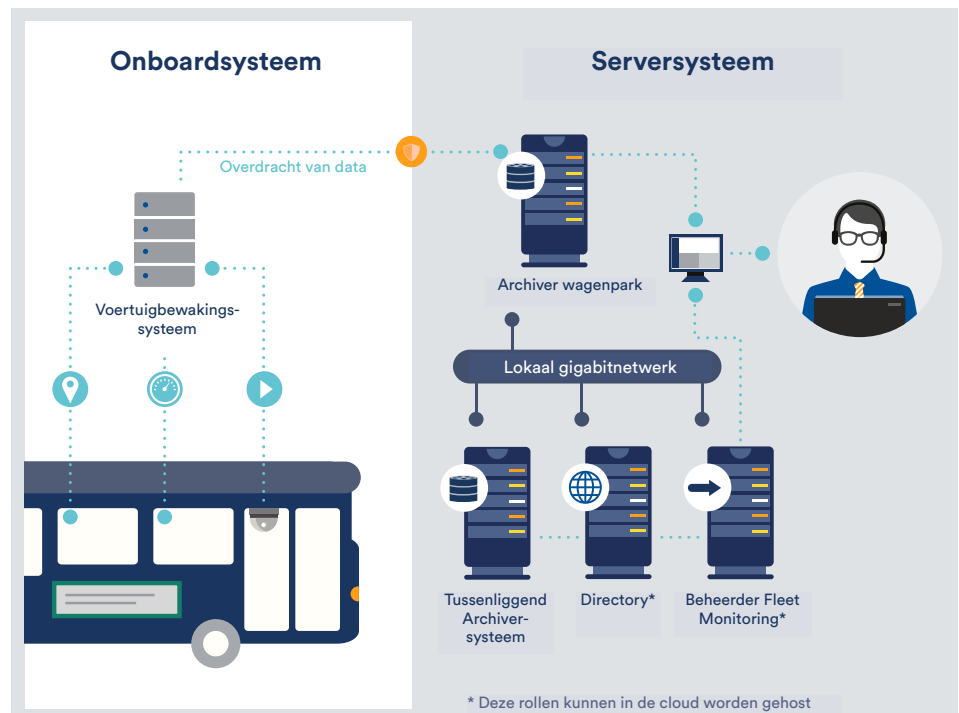 Onboardsysteem
Serversysteem
Overdracht van data
Voertuigbewakings-
systeem
Archiver wagenpark
Lokaal gigabitnetwerk
Tussenliggend
Archiver-
systeem
Directory*
Beheerder Fleet
Monitoring*
* Deze rollen kunnen in de cloud worden gehost